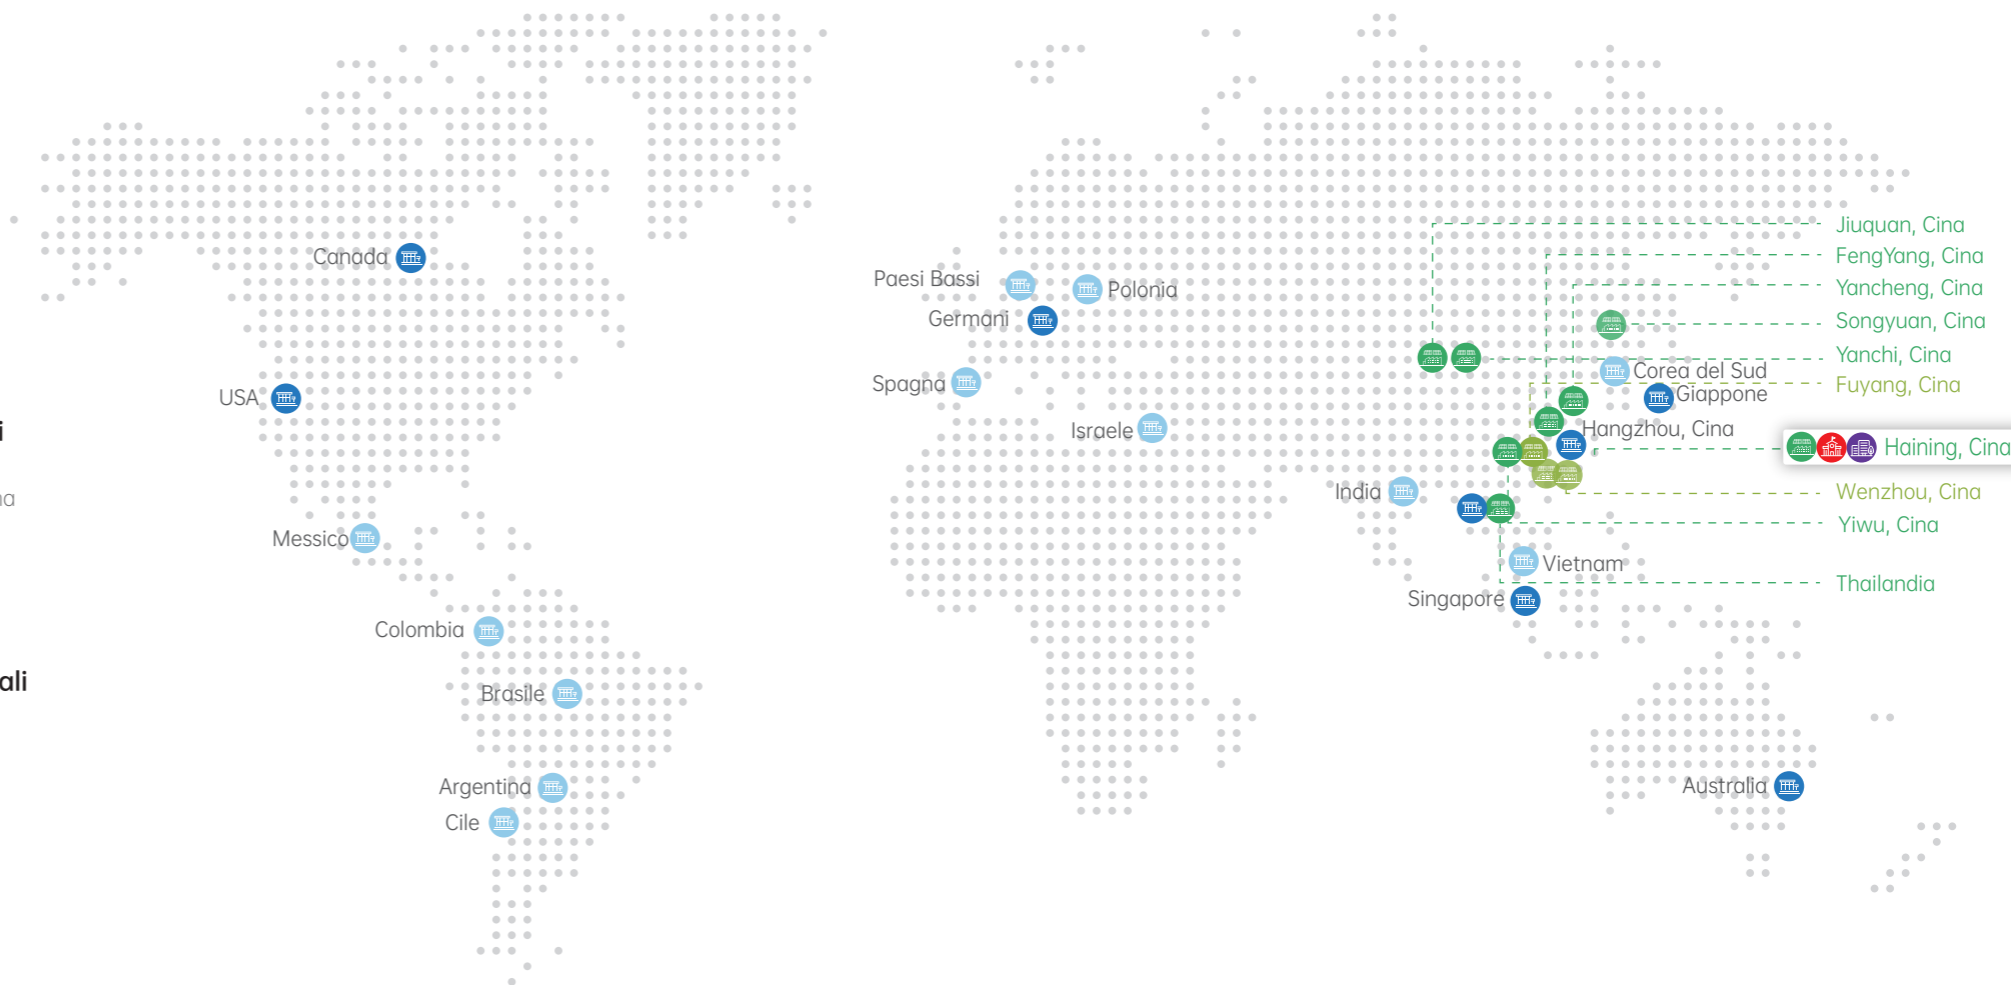 Jiuquan, Cina
FengYang, Cina
Canada
Paesi Bassi
Polonia
Yancheng, Cina
Germani
Songyuan, Cina
Yanchi, Cina
Corea del Sud
Spagna
Fuyang, Cina
USA
Giappone
Israele
Hangzhou, Cina
i
Haining, Cina
India
Wenzhou, Cina
na
Yiwu, Cina
Messico
Vietnam
Thailandia
Singapore
Colombia
ali
Brasile
Argentina
Australia
Cile